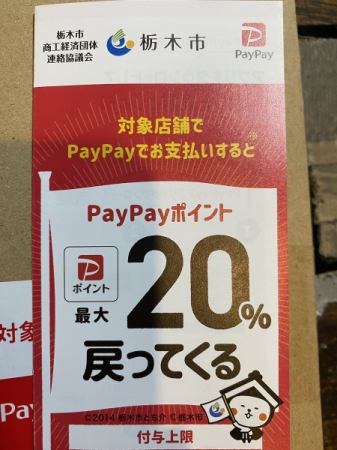 栃木市
商工経済団体
連絡協議会
栃木市
PayPay
対象店舗で
PayPayでお支払いすると
※
PayPayポイント
ポイント
最大
20%
戻ってくる
©2014 栃木市とち介 © 栃木市
付与上限
対象
Pay